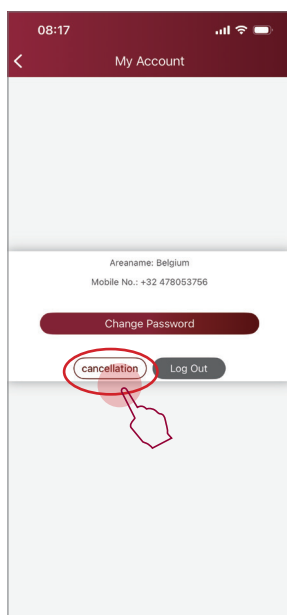 08:17
My Account
Areaname: Belgium
Mobile No.: +32 478053756
Change Password
cancellation Log Out